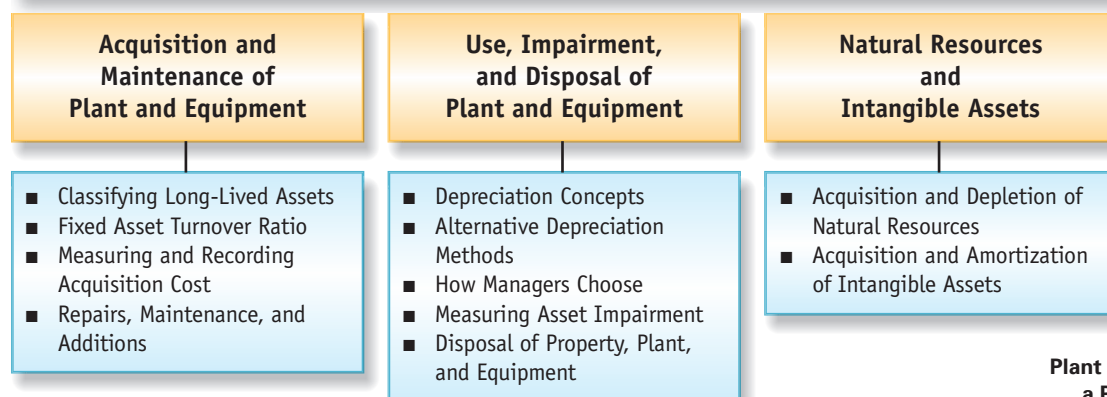 Acquisition and
Maintenance of
Plant and Equipment
■ Classifying Long-Lived Assets
■ Fixed Asset Turnover Ratio
■ Measuring and Recording
Acquisition Cost
■ Repairs, Maintenance, and
Additions
Use, Impairment,
and Disposal of
Plant and Equipment
■ Depreciation Concepts
■ Alternative Depreciation
Methods
■ How Managers Choose
■ Measuring Asset Impairment
■ Disposal of Property, Plant,
and Equipment
Natural Resources
and
Intangible Assets
■ Acquisition and Depletion of
Natural Resources
■ Acquisition and Amortization
of Intangible Assets
Plant
a